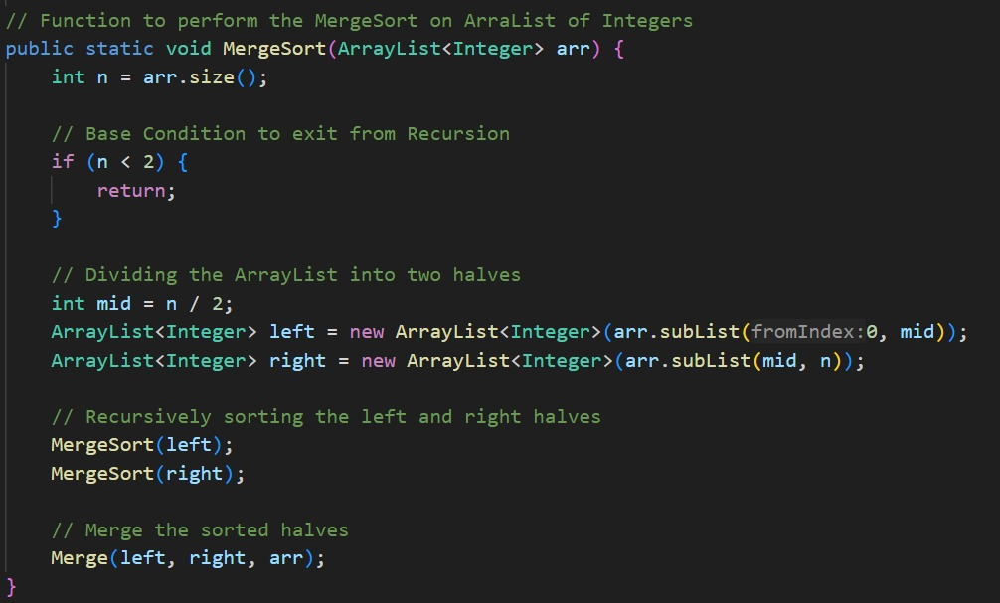 // Function to perform the MergeSort on ArraList of Integers
public static void MergeSort(ArrayList<Integer> arr) {
    int n = arr.size();

    // Base Condition to exit from Recursion
    if (n < 2) {
        return;
    }

    // Dividing the ArrayList into two halves
    int mid = n / 2;
    ArrayList<Integer> left = new ArrayList<Integer>(arr.subList(fromIndex:0, mid));
    ArrayList<Integer> right = new ArrayList<Integer>(arr.subList(mid, n));

    // Recursively sorting the left and right halves
    MergeSort(left);
    MergeSort(right);

    // Merge the sorted halves
    Merge(left, right, arr);
}